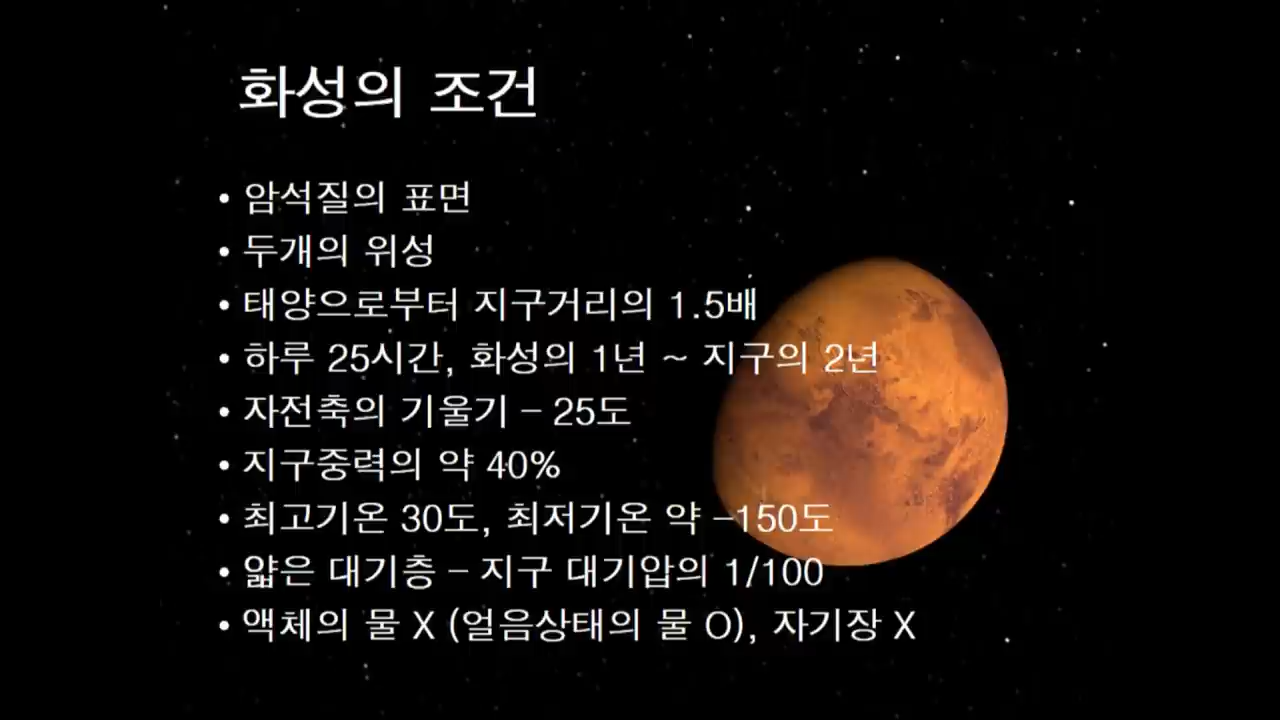 화성의 조건
• 암석질의 표면
• 두개의 위성
• 태양으로부터 지구거리의 1.5배
• 하루 25시간, 화성의 1년 ~ 지구의 2년
• 자전축의 기울기 – 25도
• 지구중력의 약 40%
• 최고기온 30도, 최저기온 약 –150도
• 얇은 대기층 – 지구 대기압의 1/100
• 액체의 물 X (얼음상태의 물 O), 자기장 X